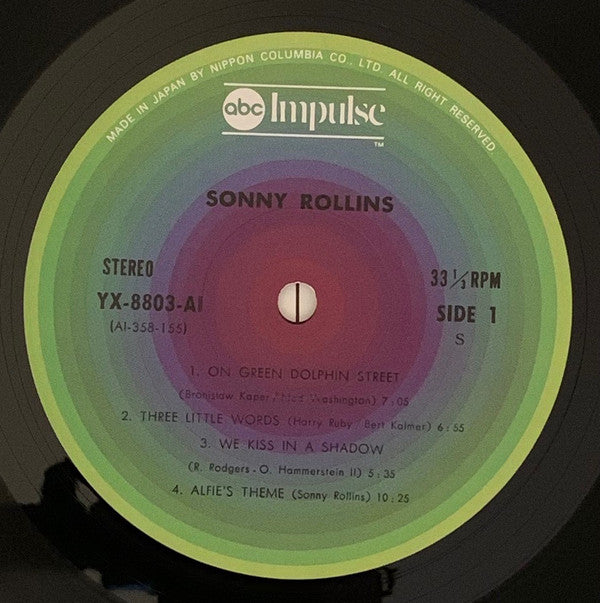 MADE IN JAPAN BY NIPPON COLUMBIA CO., LTD. ALL RIGHT RESERVED.
abc Impulse
TM
SONNY ROLLINS
STEREO
33 1/3 RPM
YX-8803-AI
SIDE 1
(AI-358-155)
S
1. ON GREEN DOLPHIN STREET
(Bronislaw Kaper / Ned Washington) 7:05
2. THREE LITTLE WORDS (Harry Ruby / Bert Kalmer) 6:55
3. WE KISS IN A SHADOW
(R. Rodgers - O. Hammerstein II) 5:35
4. ALFIE'S THEME (Sonny Rollins) 10:25